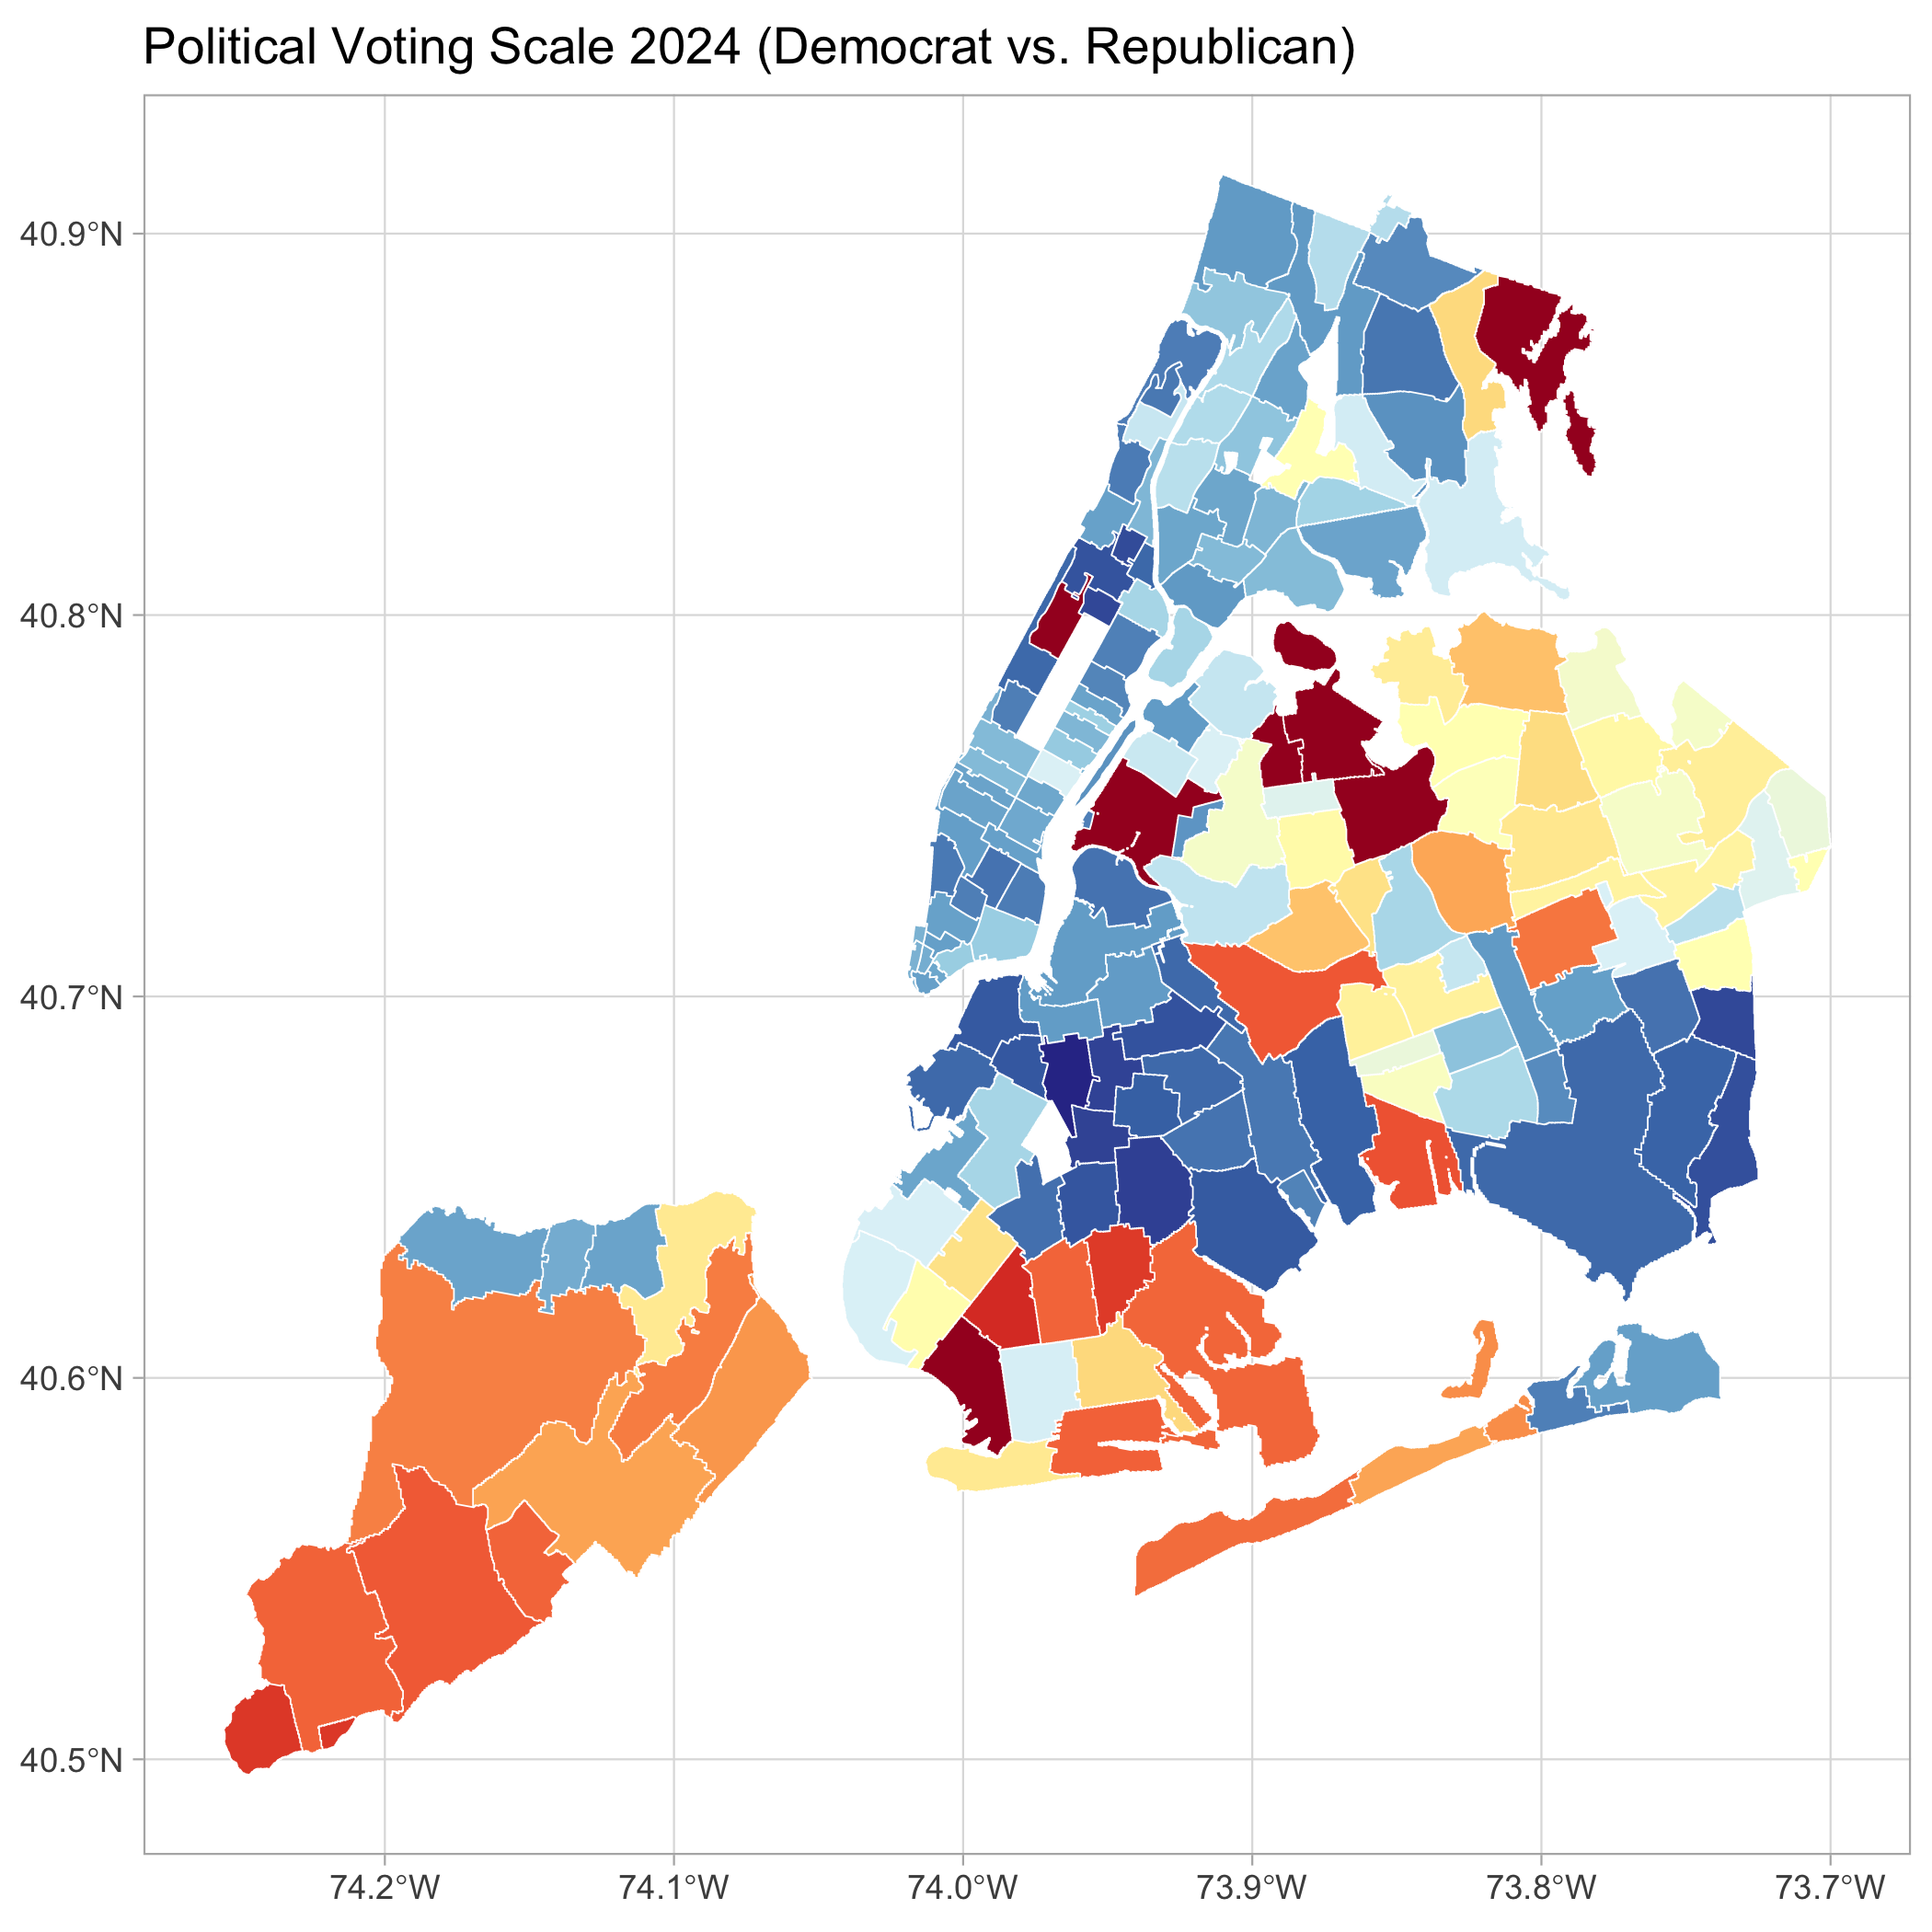 Political Voting Scale 2024 (Democrat vs. Republican)
40.9°N
40.8°N
40.7°N
40.6°N
40.5°N
74.2°W 74.1°W 74.0°W 73.9°W 73.8°W 73.7°W